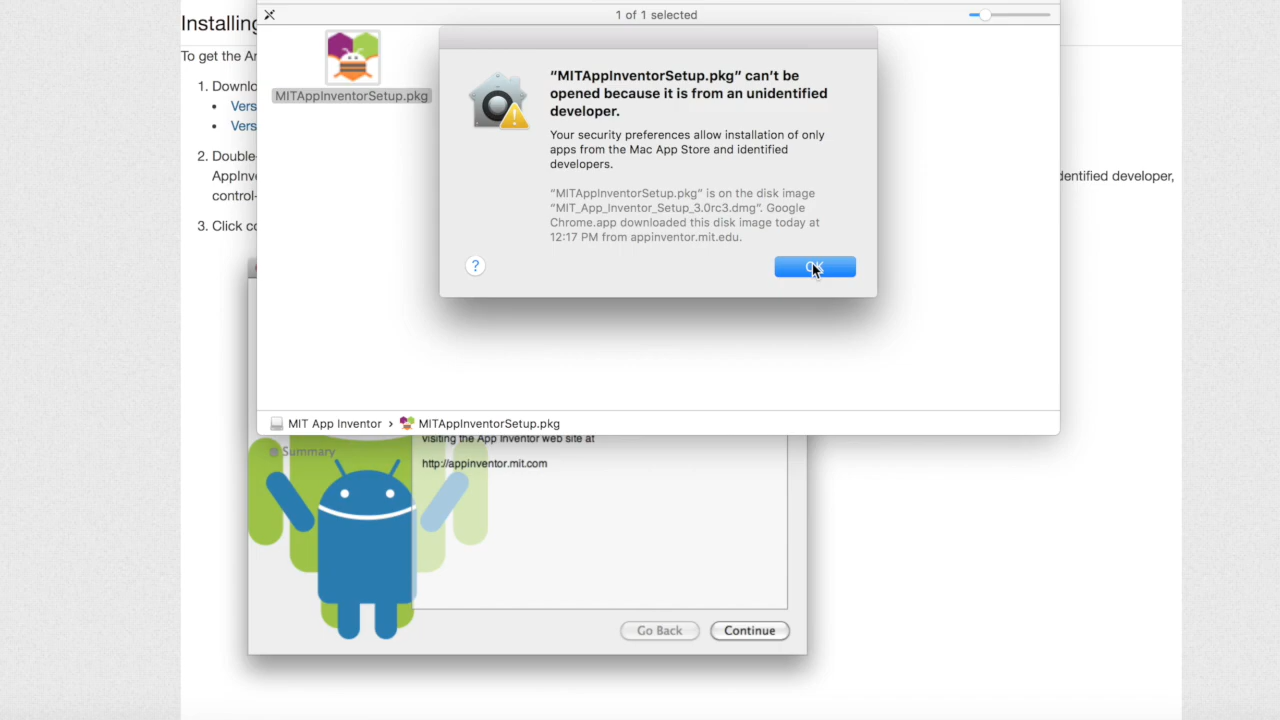 Installing
1 of 1 selected
To get the A
1. Downlo
• Vers
• Vers
2. Double-
AppInve
dentified developer,
control-
3. Click co
MITAppInventorSetup.pkg
“MITAppInventorSetup.pkg” can’t be
opened because it is from an unidentified
developer.
Your security preferences allow installation of only
apps from the Mac App Store and identified
developers.
“MITAppInventorSetup.pkg” is on the disk image
“MIT_App_Inventor_Setup_3.0rc3.dmg”. Google
Chrome.app downloaded this disk image today at
12:17 PM from appinventor.mit.edu.
?
OK
MIT App Inventor › MITAppInventorSetup.pkg
visiting the App Inventor web site at
Summary
http://appinventor.mit.com
Go Back
Continue